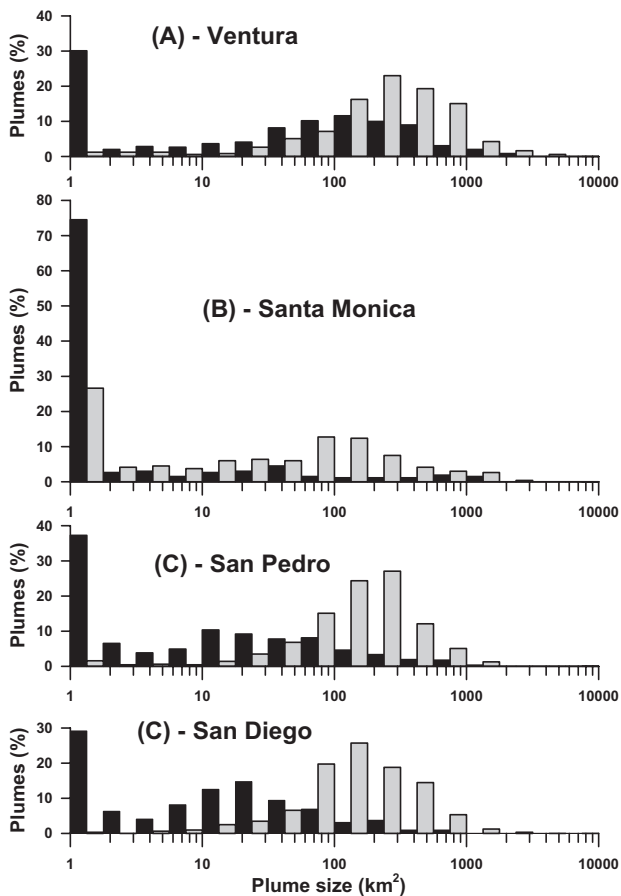 (A) - Ventura
Plumes (%)
40
30
20
10
0
1 10 100 1000 10000
(B) - Santa Monica
Plumes (%)
80
70
60
50
40
30
20
10
0
1 10 100 1000 10000
(C) - San Pedro
Plumes (%)
40
30
20
10
0
1 10 100 1000 10000
(C) - San Diego
Plumes (%)
30
20
10
0
1 10 100 1000 10000
Plume size (km²)